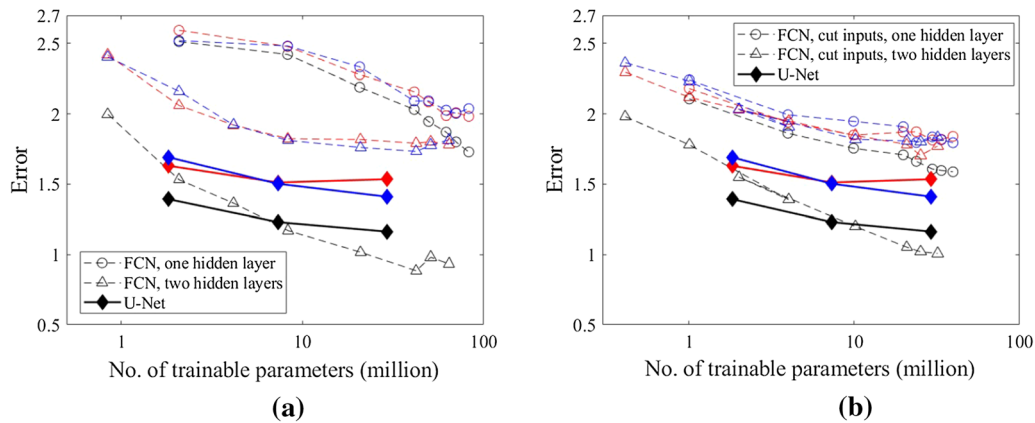 2.7
2.5
2
1.5
1
0.5
Error
FCN, one hidden layer
FCN, two hidden layers
U-Net
1
10
100
No. of trainable parameters (million)
(a)
2.7
2.5
2
1.5
1
0.5
Error
FCN, cut inputs, one hidden layer
FCN, cut inputs, two hidden layers
U-Net
1
10
100
No. of trainable parameters (million)
(b)